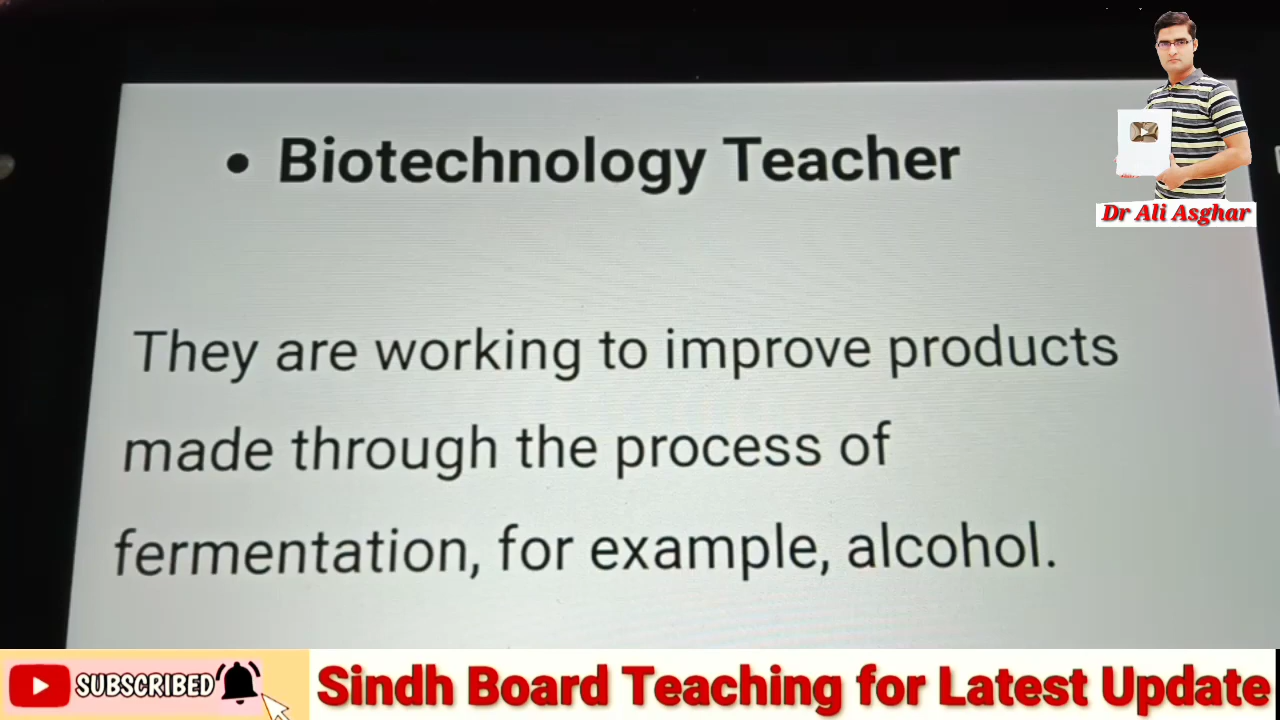 • Biotechnology Teacher
Dr Ali Asghar
They are working to improve products
made through the process of
fermentation, for example, alcohol.
SUBSCRIBED
Sindh Board Teaching for Latest Update